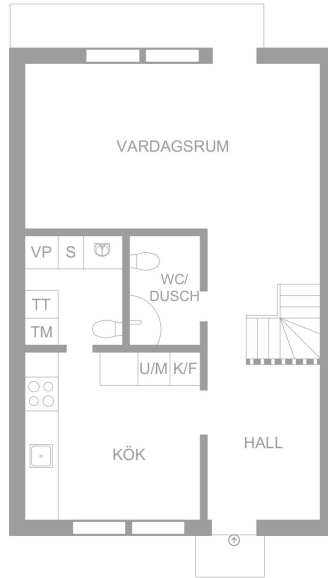 VARDAGSRUM
VP S
WC/
DUSCH
TT
TM
U/M K/F
KÖK
HALL